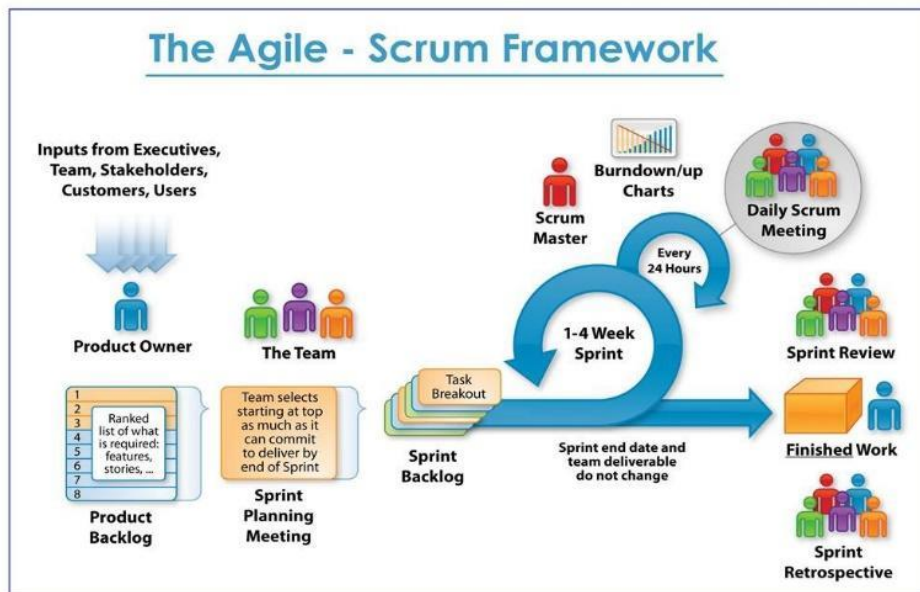 The Agile - Scrum Framework
Inputs from Executives,
Team, Stakeholders,
Customers, Users
Product Owner
The Team
1
2
3
4
5
6
7
8
Ranked
list of what
is required:
features,
stories, ...
Product
Backlog
Team selects
starting at top
as much as it
can commit
to deliver by
end of Sprint
Sprint
Planning
Meeting
Task
Breakout
Sprint
Backlog
Scrum
Master
Burndown/up
Charts
Every
24 Hours
1-4 Week
Sprint
Daily Scrum
Meeting
Sprint end date and
team deliverable
do not change
Sprint Review
Finished Work
Sprint
Retrospective